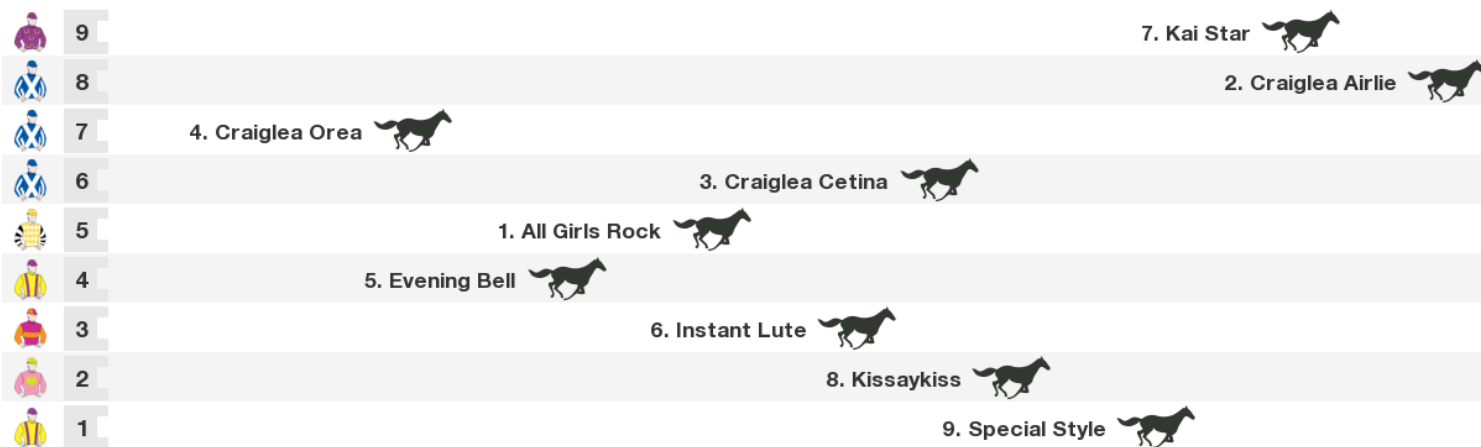 9 7. Kai Star
8 2. Craiglea Airlie
7 4. Craiglea Orea
6 3. Craiglea Cetina
5 1. All Girls Rock
4 5. Evening Bell
3 6. Instant Lute
2 8. Kissaykiss
1 9. Special Style